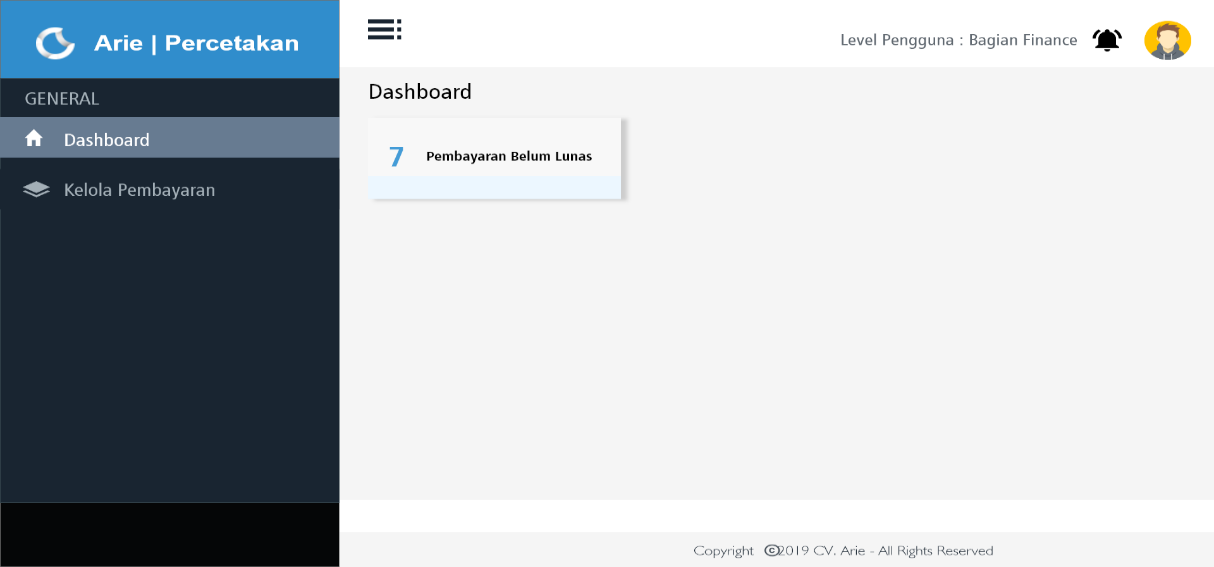 Arie | Percetakan
Level Pengguna : Bagian Finance
GENERAL
Dashboard
Kelola Pembayaran
Dashboard
7 Pembayaran Belum Lunas
Copyright ©2019 CV. Arie - All Rights Reserved